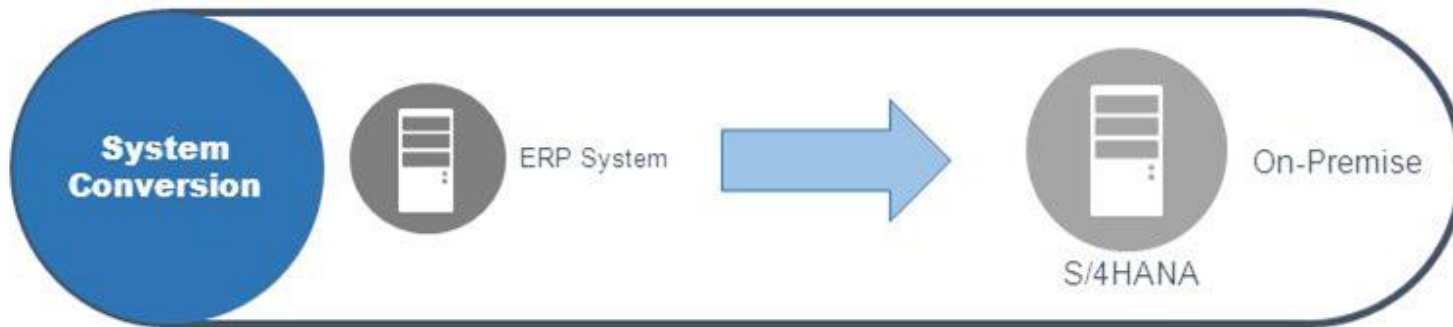 System
Conversion
ERP System
On-Premise
S/4HANA